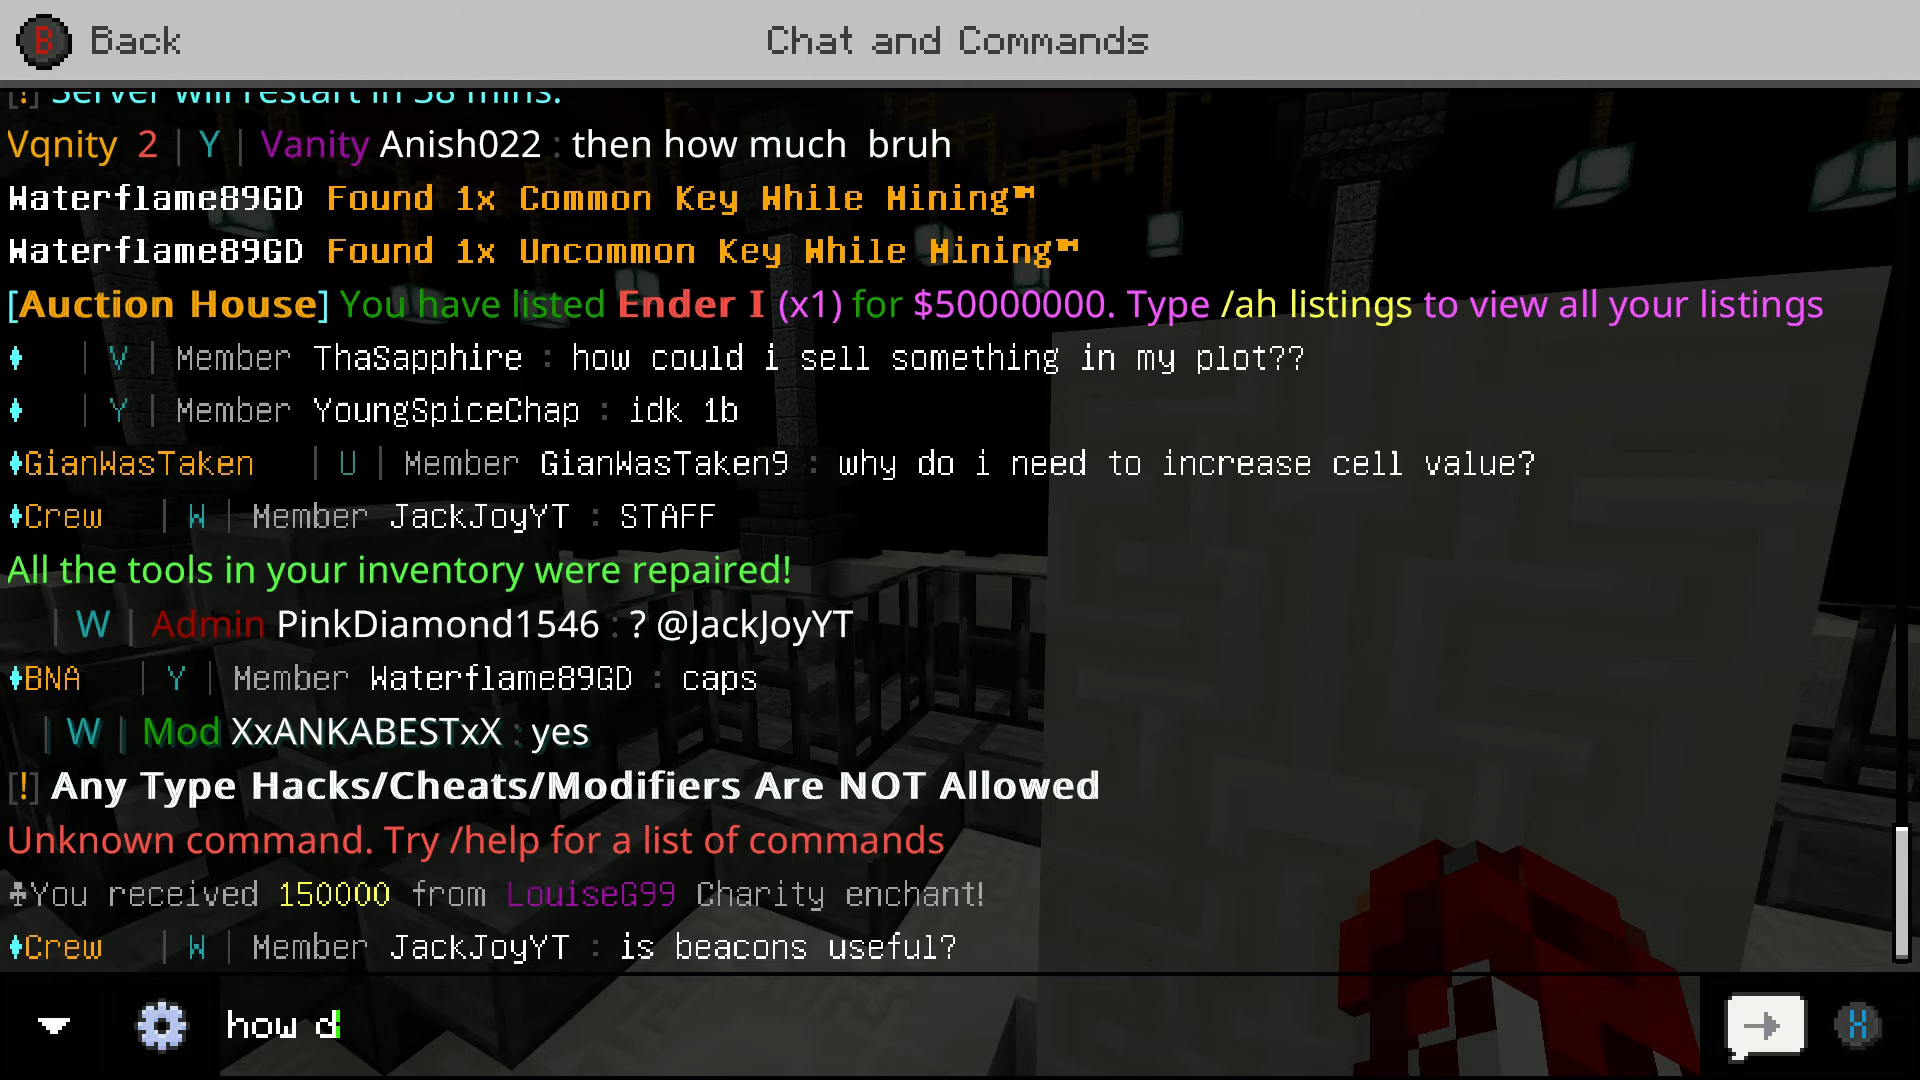 B Back
Chat and Commands
[!] Server will restart in 58 mins.
Vqnity 2 | Y | Vanity Anish022 : then how much bruh
Waterflame89GD Found 1x Common Key While Mining™
Waterflame89GD Found 1x Uncommon Key While Mining™
[Auction House] You have listed Ender I (x1) for $50000000. Type /ah listings to view all your listings
| V | Member ThaSapphire : how could i sell something in my plot??
| Y | Member YoungSpiceChap : idk 1b
GianWasTaken | U | Member GianWasTaken9 : why do i need to increase cell value?
Crew | W | Member JackJoyYT : STAFF
All the tools in your inventory were repaired!
| W | Admin PinkDiamond1546 : ? @JackJoyYT
BNA | Y | Member Waterflame89GD : caps
| W | Mod XxANKABESTxX : yes
[!] Any Type Hacks/Cheats/Modifiers Are NOT Allowed
Unknown command. Try /help for a list of commands
You received 150000 from LouiseG99 Charity enchant!
Crew | W | Member JackJoyYT : is beacons useful?
how d
X